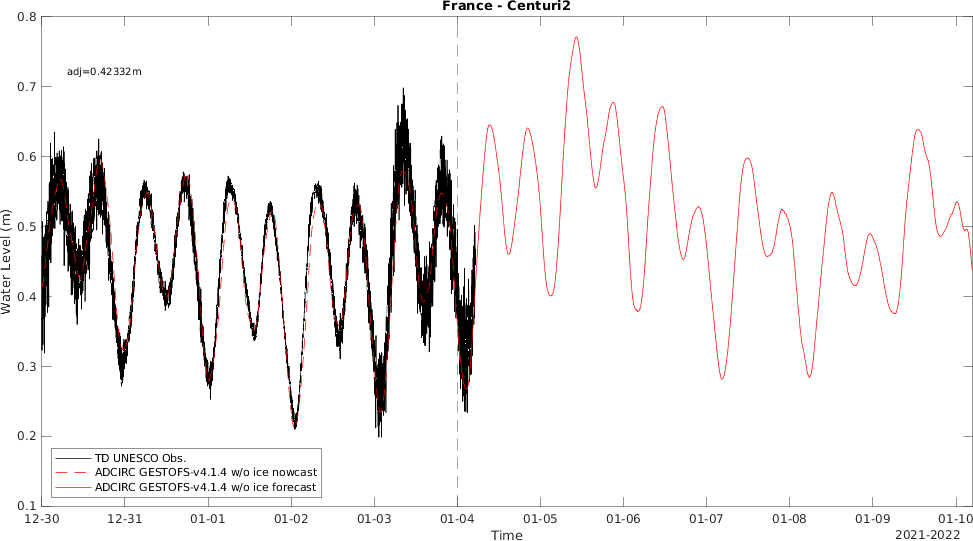 France - Centuri2
adj=0.42332m
Water Level (m)
0.8
0.7
0.6
0.5
0.4
0.3
0.2
0.1
TD UNESCO Obs.
ADCIRC GESTOFS-v4.1.4 w/o ice nowcast
ADCIRC GESTOFS-v4.1.4 w/o ice forecast
12-30 12-31 01-01 01-02 01-03 01-04 01-05 01-06 01-07 01-08 01-09 01-10
Time
2021-2022